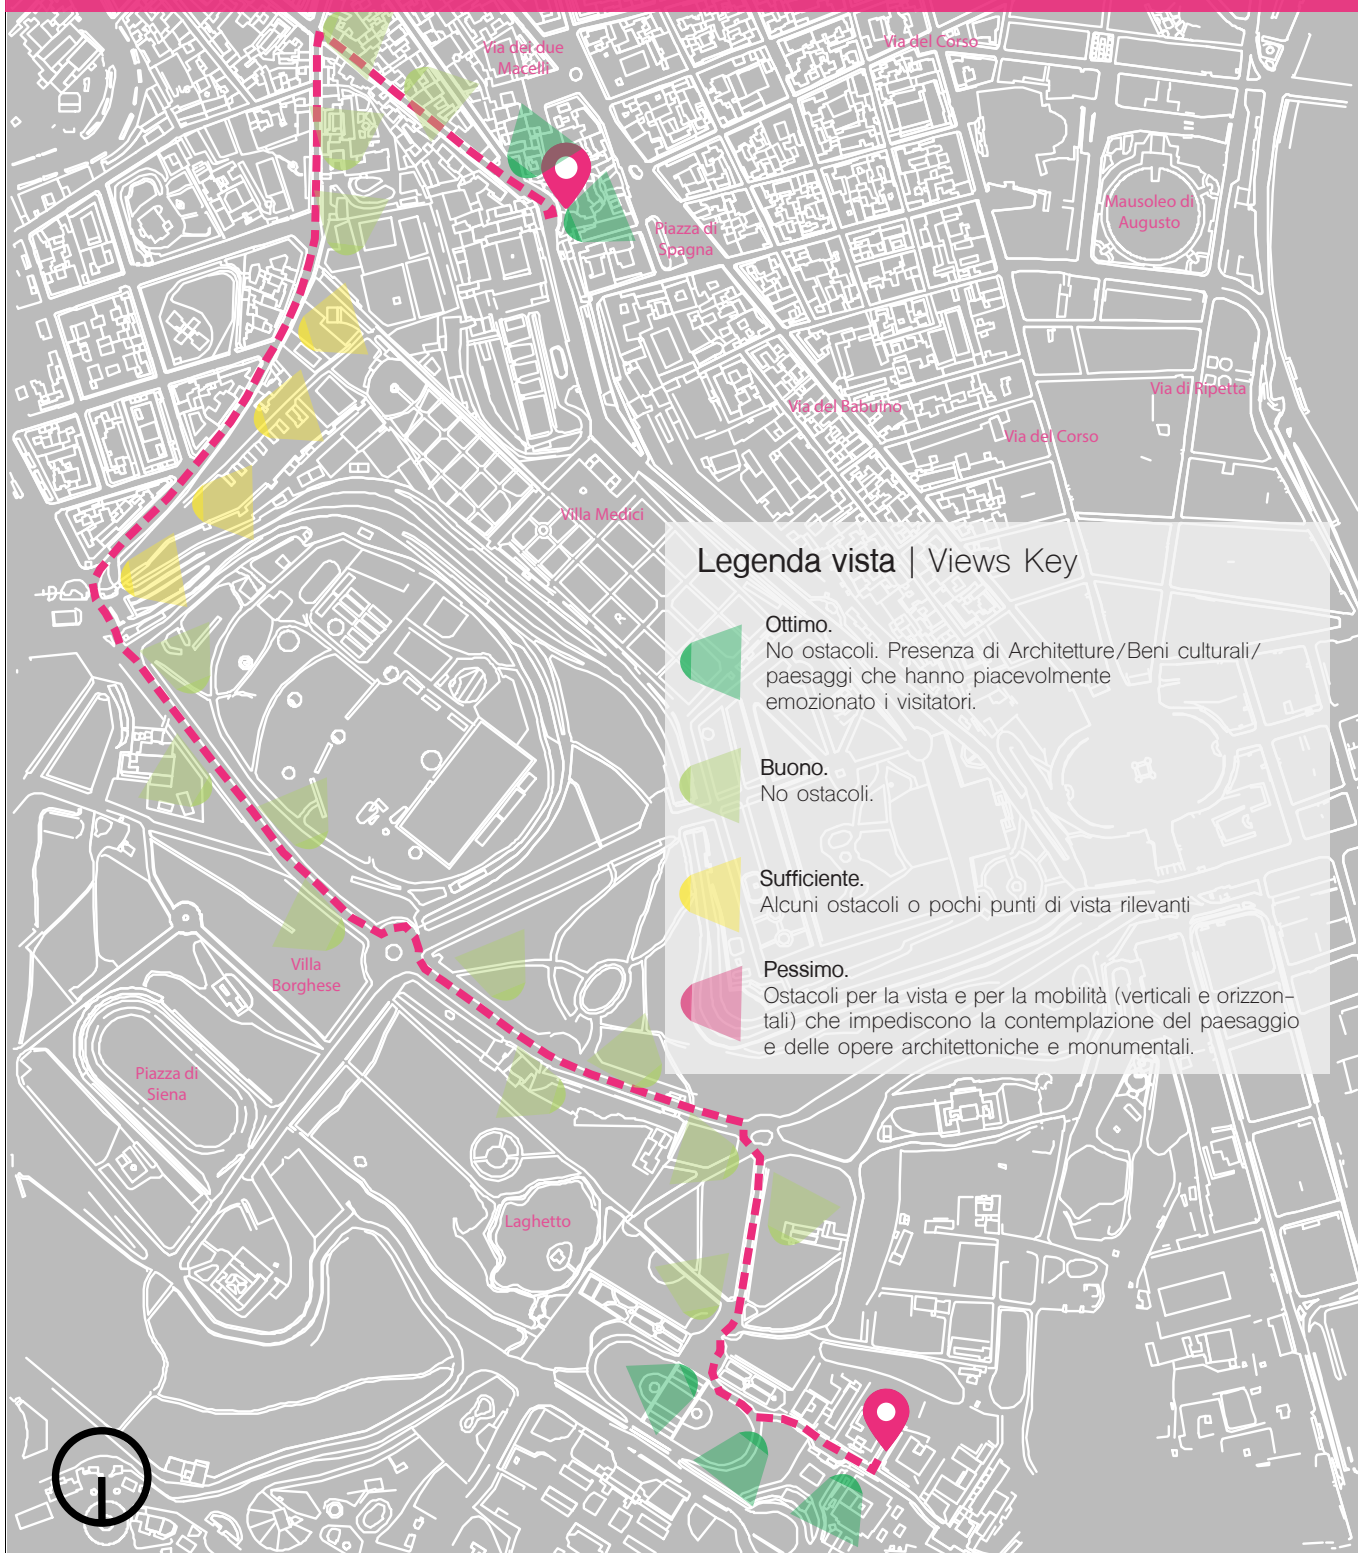 Via dei due
Macelli
Via del Corso
Mausoleo di
Augusto
Piazza di
Spagna
Via di Ripetta
Via del Babuino
Via del Corso
Villa Medici
Legenda vista | Views Key
Ottimo.
No ostacoli. Presenza di Architetture/Beni culturali/
paesaggi che hanno piacevolmente
emozionato i visitatori.
Buono.
No ostacoli.
Sufficiente.
Alcuni ostacoli o pochi punti di vista rilevanti
Pessimo.
Ostacoli per la vista e per la mobilità (verticali e orizzon-
tali) che impediscono la contemplazione del paesaggio
e delle opere architettoniche e monumentali.
Villa
Borghese
Piazza di
Siena
Laghetto